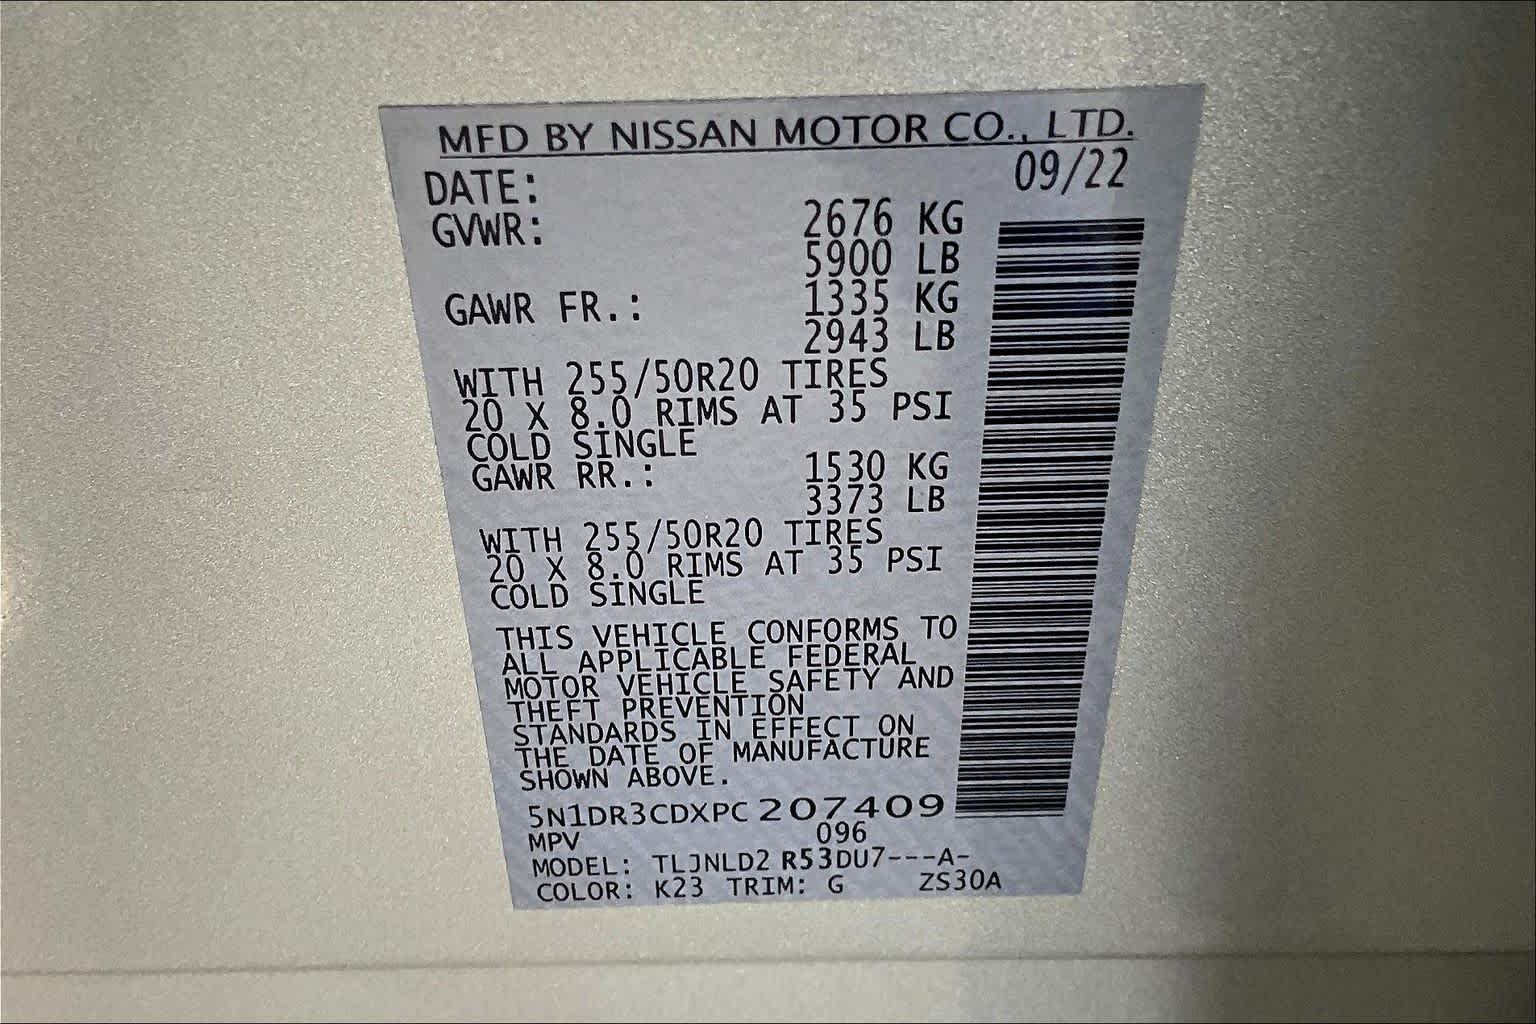 MFD BY NISSAN MOTOR CO., LTD.
DATE: 09/22
GVWR: 2676 KG
5900 LB
GAWR FR.: 1335 KG
2943 LB
WITH 255/50R20 TIRES
20 X 8.0 RIMS AT 35 PSI
COLD SINGLE
GAWR RR.: 1530 KG
3373 LB
WITH 255/50R20 TIRES
20 X 8.0 RIMS AT 35 PSI
COLD SINGLE
THIS VEHICLE CONFORMS TO
ALL APPLICABLE FEDERAL
MOTOR VEHICLE SAFETY AND
THEFT PREVENTION
STANDARDS IN EFFECT ON
THE DATE OF MANUFACTURE
SHOWN ABOVE.
5N1DR3CDXPC207409
MPV 096
MODEL: TLJNLD2 R53DU7---A-
COLOR: K23 TRIM: G ZS30A